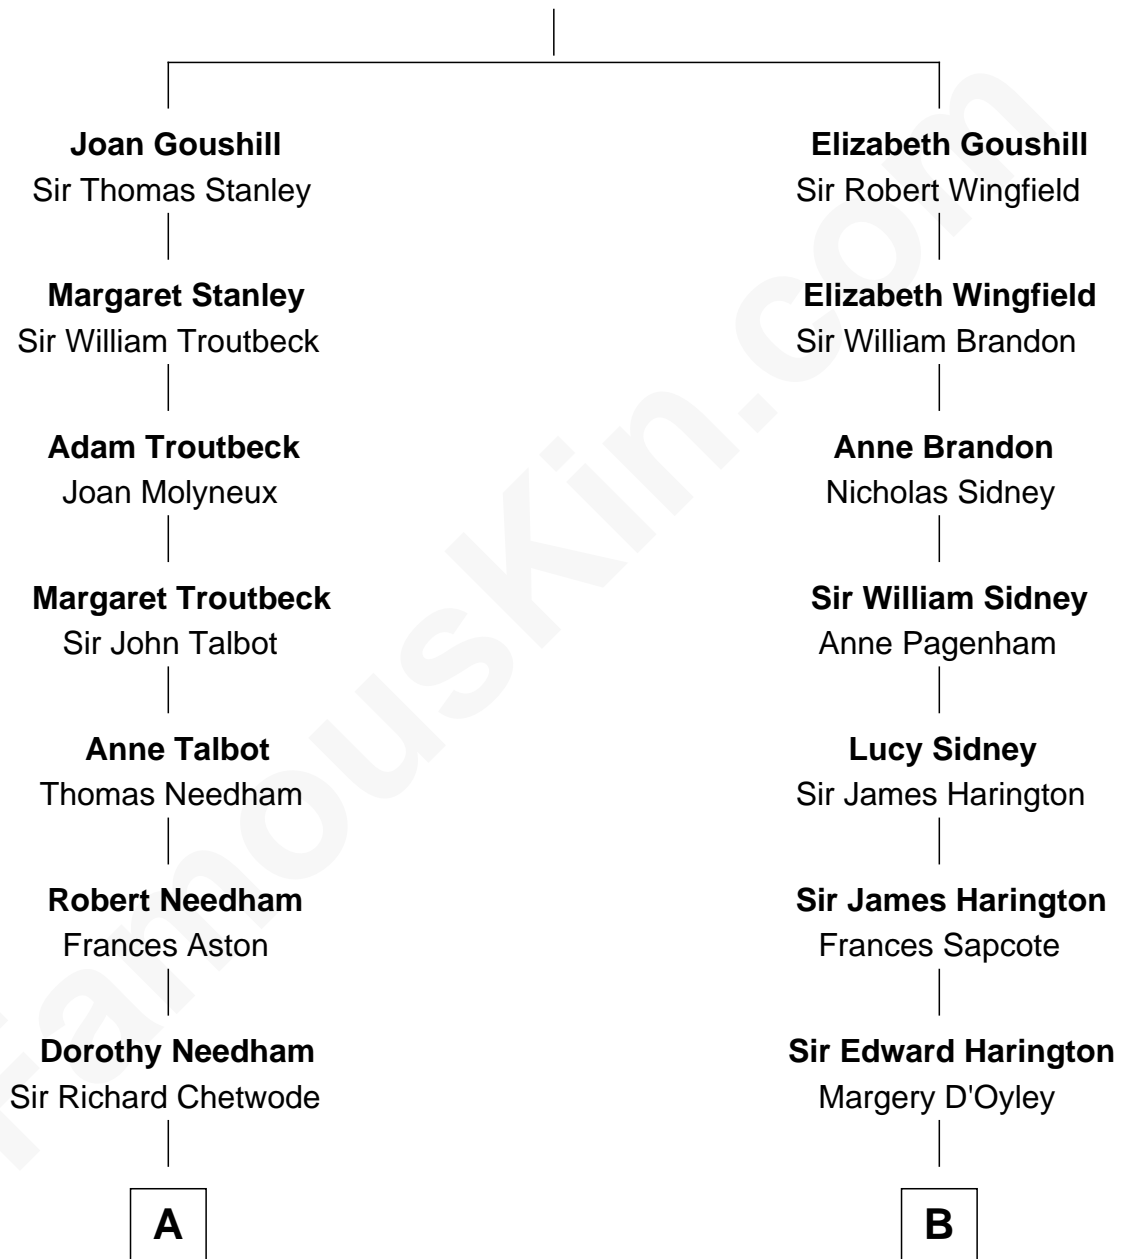 Joan Goushill
Sir Thomas Stanley
Margaret Stanley
Sir William Troutbeck
Adam Troutbeck
Joan Molyneux
Margaret Troutbeck
Sir John Talbot
Anne Talbot
Thomas Needham
Robert Needham
Frances Aston
Dorothy Needham
Sir Richard Chetwode
A
Elizabeth Goushill
Sir Robert Wingfield
Elizabeth Wingfield
Sir William Brandon
Anne Brandon
Nicholas Sidney
Sir William Sidney
Anne Pagenham
Lucy Sidney
Sir James Harington
Sir James Harington
Frances Sapcote
Sir Edward Harington
Margery D'Oyley
B
FamousKin.com